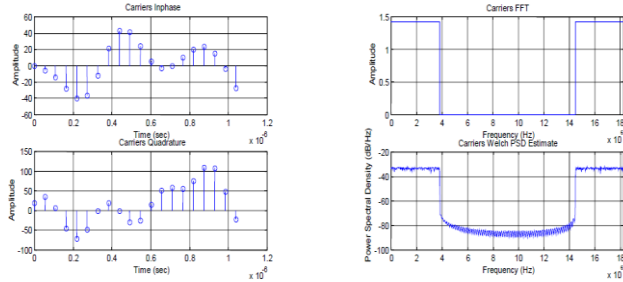 Carriers Inphase
Amplitude
60
40
20
0
-20
-40
-60
0 0.2 0.4 0.6 0.8 1 1.2
Time (sec)
x 10
Carriers Quadrature
Amplitude
150
100
50
0
-50
-100
0 0.2 0.4 0.6 0.8 1 1.2
Time (sec)
x 10
Carriers FFT
Amplitude
1.5
1
0.5
0
0 2 4 6 8 10 12 14 16 18
Frequency (Hz)
x 10
Carriers Welch PSD Estimate
Power Spectral Density (dB/Hz)
-20
-40
-60
-80
-100
0 2 4 6 8 10 12 14 16 18
Frequency (Hz)
x 10